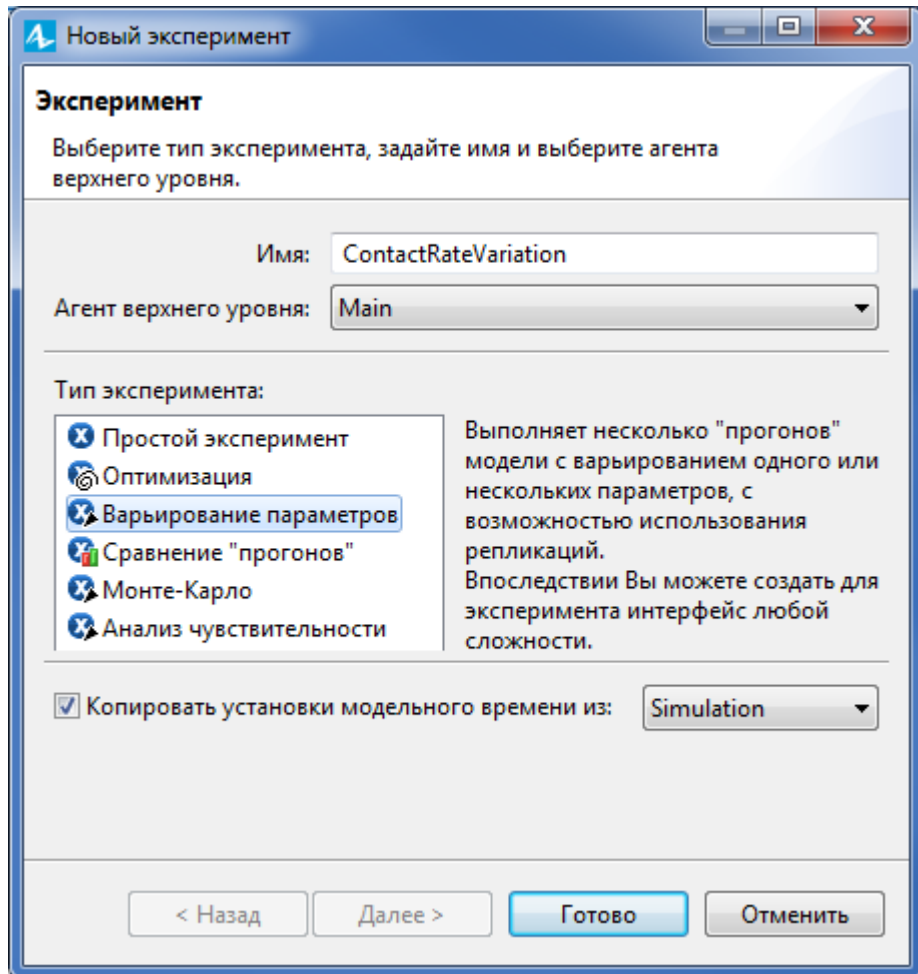 Новый эксперимент
Эксперимент
Выберите тип эксперимента, задайте имя и выберите агента
верхнего уровня.
Имя: ContactRateVariation
Агент верхнего уровня: Main
Тип эксперимента:
Простой эксперимент
Оптимизация
Варьирование параметров
Сравнение "прогонов"
Монте-Карло
Анализ чувствительности
Выполняет несколько "прогонов"
модели с варьированием одного или
нескольких параметров, с
возможностью использования
репликаций.
Впоследствии Вы можете создать для
эксперимента интерфейс любой
сложности.
Копировать установки модельного времени из: Simulation
< Назад Далее > Готово Отменить